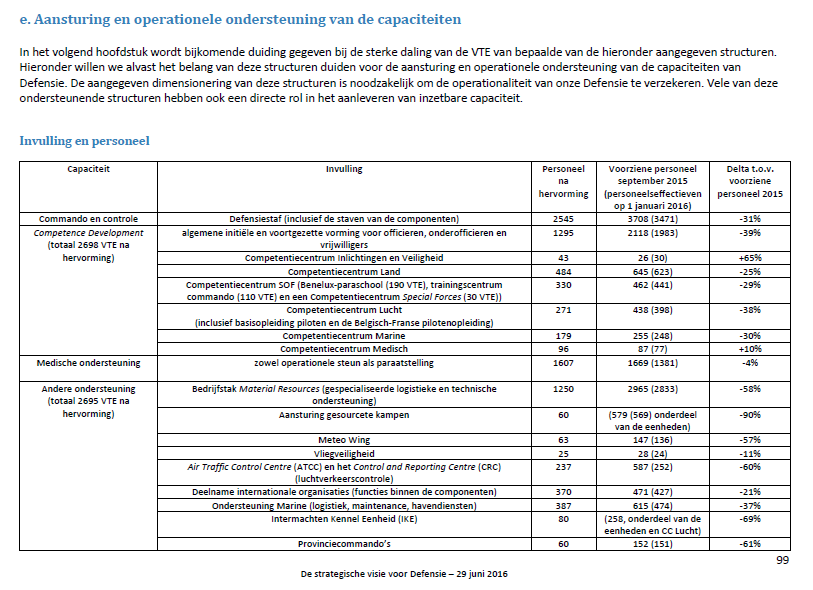 e. Aansturing en operationele ondersteuning van de capaciteiten
In het volgend hoofdstuk wordt bijkomende duiding gegeven bij de sterke daling van de VTE van bepaalde van de hieronder aangegeven structuren.
Hieronder willen we alvast het belang van deze structuren duiden voor de aansturing en operationele ondersteuning van de capaciteiten van
Defensie. De aangegeven dimensionering van deze structuren is noodzakelijk om de operationaliteit van onze Defensie te verzekeren. Vele van deze
ondersteunende structuren hebben ook een directe rol in het aanleveren van inzetbare capaciteit.
Invulling en personeel
Capaciteit Invulling Personeel Voorziene personeel Delta t.o.v.
na september 2015 voorziene
hervorming (personeelseffectieven personeel 2015
op 1 januari 2016)
Commando en controle Defensiestaf (inclusief de staven van de componenten) 2545 3708 (3471) -31%
Competence Development algemene initiële en voortgezette vorming voor officieren, onderofficieren en 1295 2118 (1983) -39%
(totaal 2698 VTE na vrijwilligers
hervorming) Competentiecentrum Inlichtingen en Veiligheid 43 26 (30) +65%
Competentiecentrum Land 484 645 (623) -25%
Competentiecentrum SOF (Benelux-paraschool (190 VTE), trainingscentrum 330 462 (441) -29%
commando (110 VTE) en een Competentiecentrum Special Forces (30 VTE))
Competentiecentrum Lucht 271 438 (398) -38%
(inclusief basisopleiding piloten en de Belgisch-Franse pilotenopleiding)
Competentiecentrum Marine 179 255 (248) -30%
Competentiecentrum Medisch 96 87 (77) +10%
Medische ondersteuning zowel operationele steun als paraatstelling 1607 1669 (1381) -4%
Andere ondersteuning Bedrijfstak Material Resources (gespecialiseerde logistieke en technische 1250 2965 (2833) -58%
(totaal 2695 VTE na ondersteuning)
hervorming) Aansturing gesourcete kampen 60 (579 (569) onderdeel -90%
van de eenheden)
Meteo Wing 63 147 (136) -57%
Vliegveiligheid 25 28 (24) -11%
Air Traffic Control Centre (ATCC) en het Control and Reporting Centre (CRC) 237 587 (252) -60%
(luchtverkeerscontrole)
Deelname internationale organisaties (functies binnen de componenten) 370 471 (427) -21%
Ondersteuning Marine (logistiek, maintenance, havendiensten) 387 615 (474) -37%
Intermachten Kennel Eenheid (IKE) 80 (258, onderdeel van de -69%
eenheden en CC Lucht)
Provinciecommando's 60 152 (151) -61%
99
De strategische visie voor Defensie – 29 juni 2016